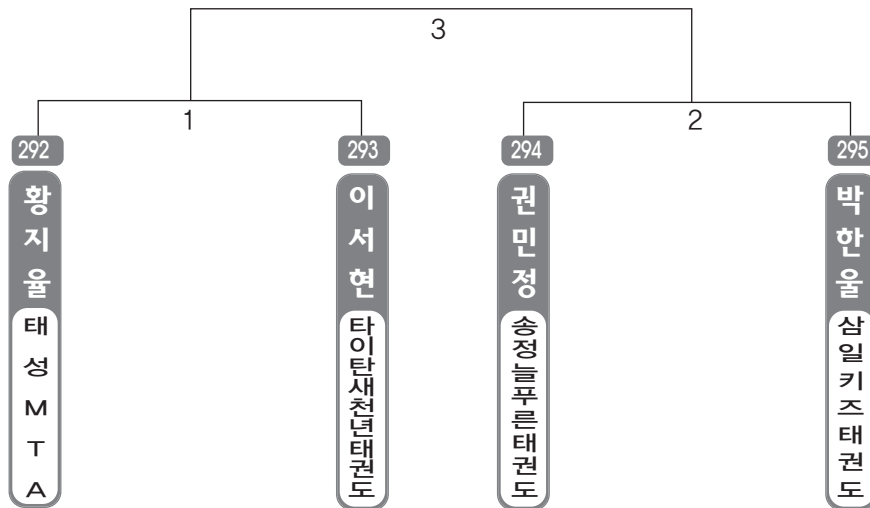 3
1
2
292
황지율
태성MTA
293
이서현
타이탄새천년태권도
294
권민정
송정늘푸른태권도
295
박한울
삼일키즈태권도